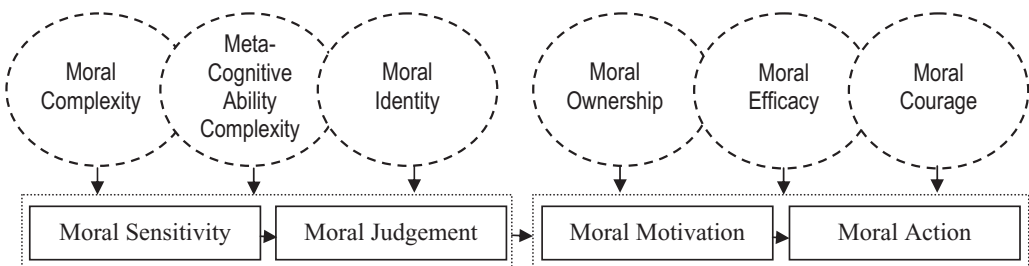 Moral
Complexity
Meta-
Cognitive
Ability
Complexity
Moral
Identity
Moral
Ownership
Moral
Efficacy
Moral
Courage
Moral Sensitivity
Moral Judgement
Moral Motivation
Moral Action